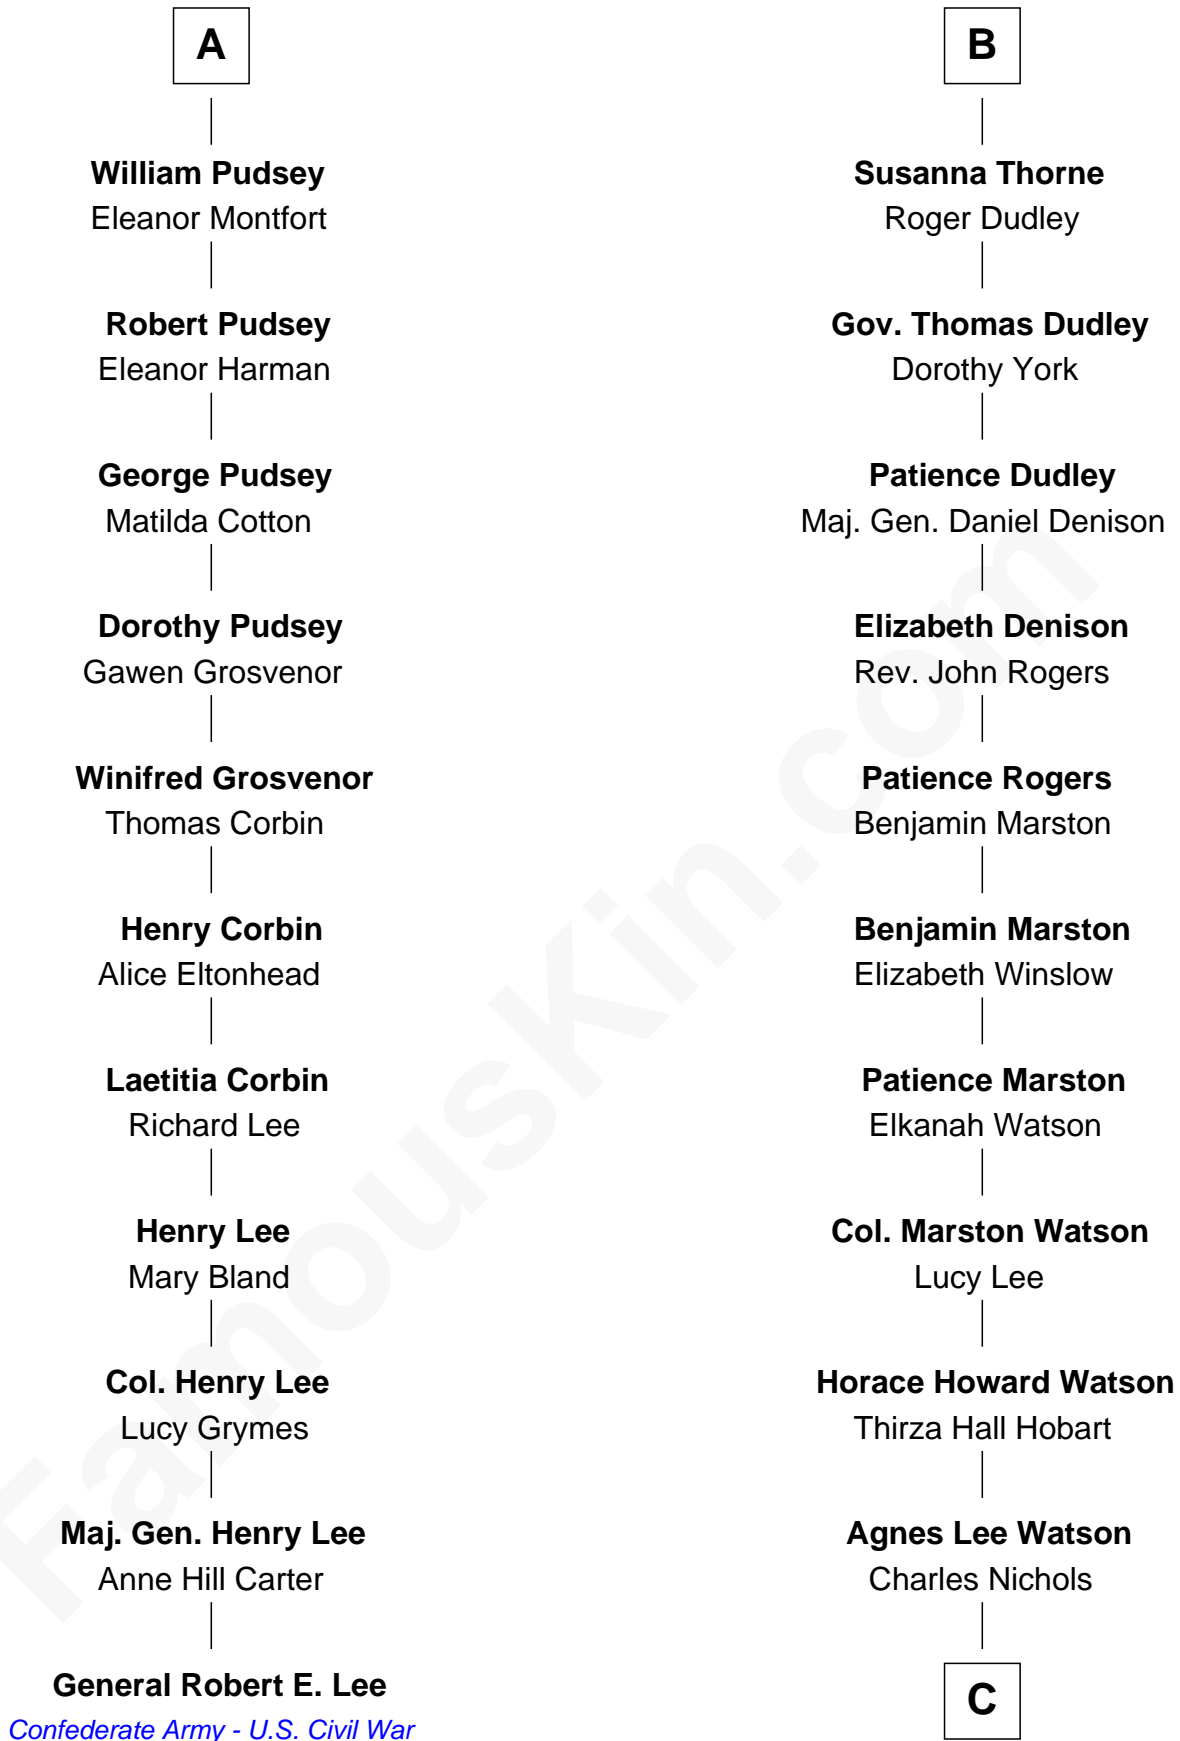 A
William Pudsey
Eleanor Montfort
Robert Pudsey
Eleanor Harman
George Pudsey
Matilda Cotton
Dorothy Pudsey
Gawen Grosvenor
Winifred Grosvenor
Thomas Corbin
Henry Corbin
Alice Eltonhead
Laetitia Corbin
Richard Lee
Henry Lee
Mary Bland
Col. Henry Lee
Lucy Grymes
Maj. Gen. Henry Lee
Anne Hill Carter
General Robert E. Lee
Confederate Army - U.S. Civil War
B
Susanna Thorne
Roger Dudley
Gov. Thomas Dudley
Dorothy York
Patience Dudley
Maj. Gen. Daniel Denison
Elizabeth Denison
Rev. John Rogers
Patience Rogers
Benjamin Marston
Benjamin Marston
Elizabeth Winslow
Patience Marston
Elkanah Watson
Col. Marston Watson
Lucy Lee
Horace Howard Watson
Thirza Hall Hobart
Agnes Lee Watson
Charles Nichols
C
FamousKin.com